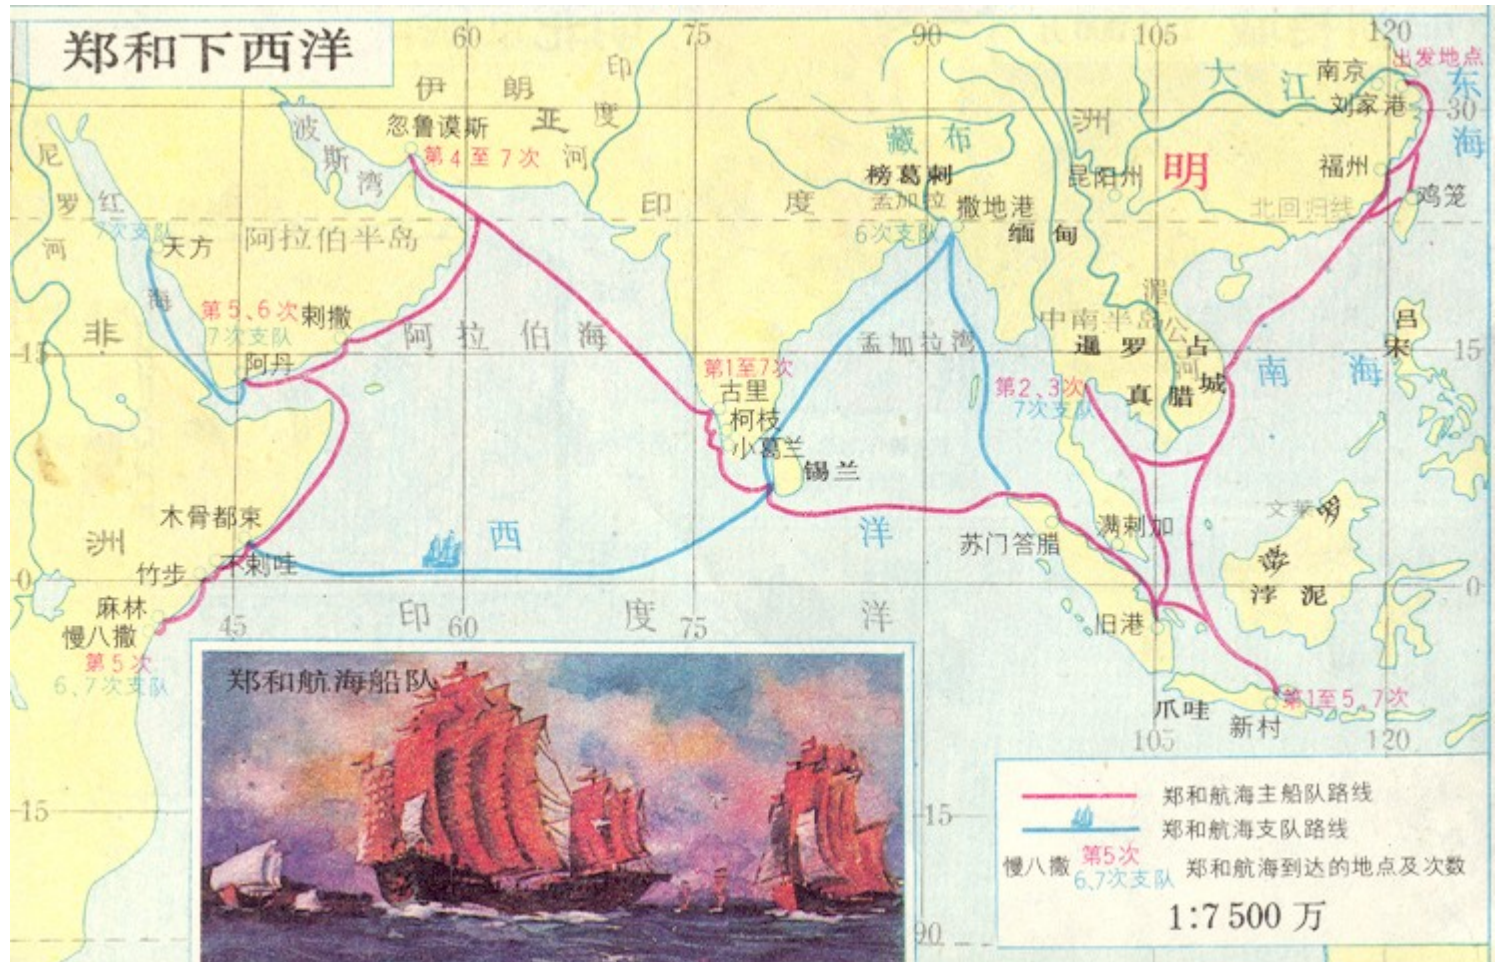 郑和下西洋
60
75
90
105
120
出发地点
东海
南京
刘家港
30
大江
伊朗
印度河
亚洲
忽鲁谟斯
第4至7次
波斯湾
尼罗河
红海
7次支队
天方
阿拉伯半岛
藏布
榜葛剌
孟加拉
6次支队
撒地港
缅甸
印度
昆阳州
明
福州
鸡笼
北回归线
第5、6次
7次支队
剌撒
阿丹
非洲
15
阿拉伯海
孟加拉湾
中南半岛
湄公河
暹罗
占城
真腊
吕宋
15
南海
第1至7次
古里
柯枝
小葛兰
锡兰
第2、3次
7次支队
木骨都束
不剌哇
竹步
0
麻林
慢八撒
第5次
6、7次支队
西洋
苏门答腊
满剌加
文莱
浡泥
0
印度洋
45
60
75
旧港
爪哇
新村
第1至5、7次
105
120
郑和航海船队
15
15
90
郑和航海主船队路线
郑和航海支队路线
慢八撒
第5次
6、7次支队
郑和航海到达的地点及次数
1:7 500 万